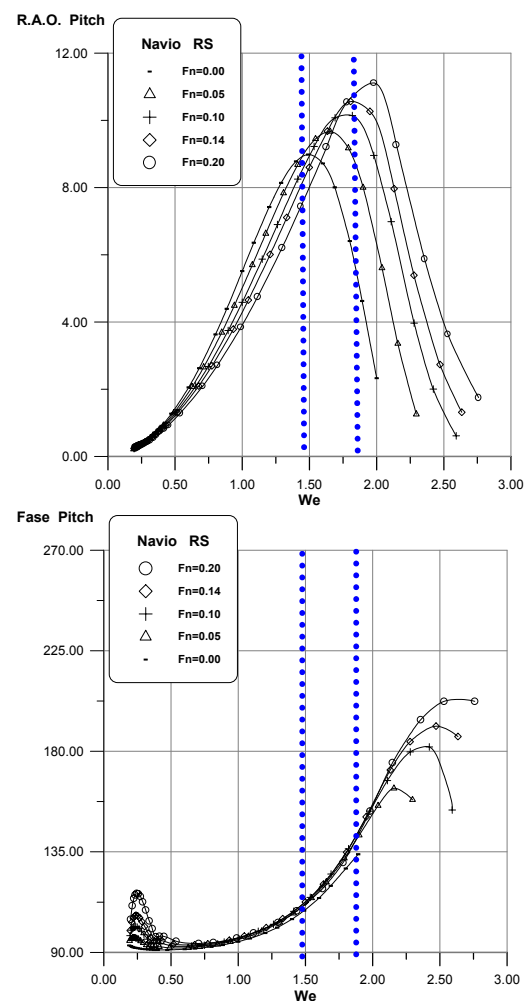 R.A.O. Pitch
12.00
Navio RS
Fn=0.00
Fn=0.05
Fn=0.10
Fn=0.14
Fn=0.20
8.00
4.00
0.00
0.00 0.50 1.00 1.50 2.00 2.50 3.00
We
Fase Pitch
270.00
Navio RS
Fn=0.20
Fn=0.14
Fn=0.10
Fn=0.05
Fn=0.00
225.00
180.00
135.00
90.00
0.00 0.50 1.00 1.50 2.00 2.50 3.00
We